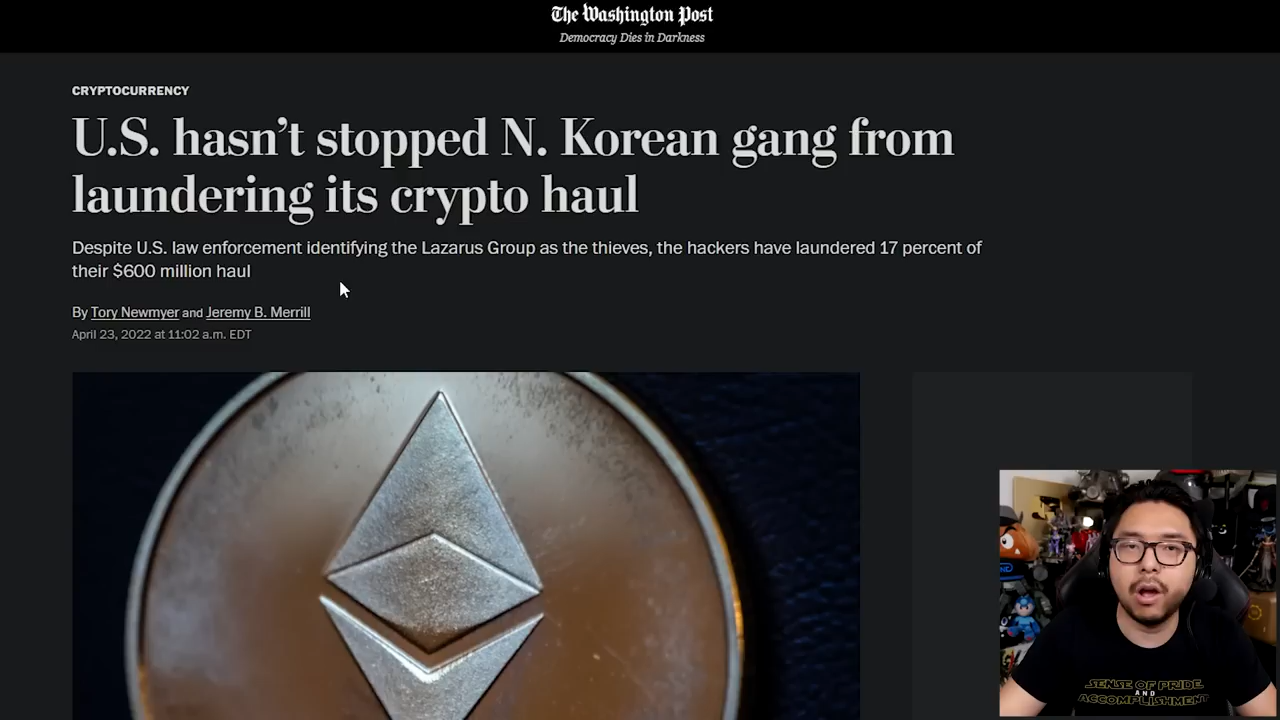 The Washington Post
Democracy Dies in Darkness
CRYPTOCURRENCY
U.S. hasn’t stopped N. Korean gang from
laundering its crypto haul
Despite U.S. law enforcement identifying the Lazarus Group as the thieves, the hackers have laundered 17 percent of
their $600 million haul
By Tory Newmyer and Jeremy B. Merrill
April 23, 2022 at 11:02 a.m. EDT
SENSE OF PRIDE
AND
ACCOMPLISHMENT